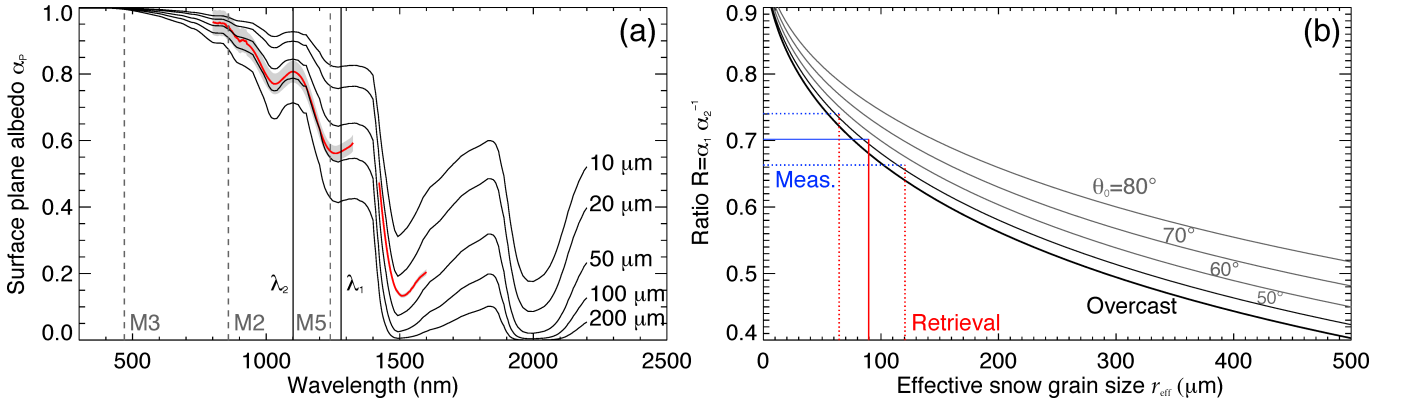 (a)
Surface plane albedo αₚ
1.0
0.8
0.6
0.4
0.2
0.0
10 μm
20 μm
50 μm
100 μm
200 μm
λ₂
λ₁
M3
M2
M5
500
1000
1500
2000
2500
Wavelength (nm)
(b)
Ratio R=α₁ α₂⁻¹
0.9
0.8
0.7
0.6
0.5
0.4
Meas.
θ₀=80°
70°
60°
50°
Overcast
Retrieval
0
100
200
300
400
500
Effective snow grain size r_eff (μm)